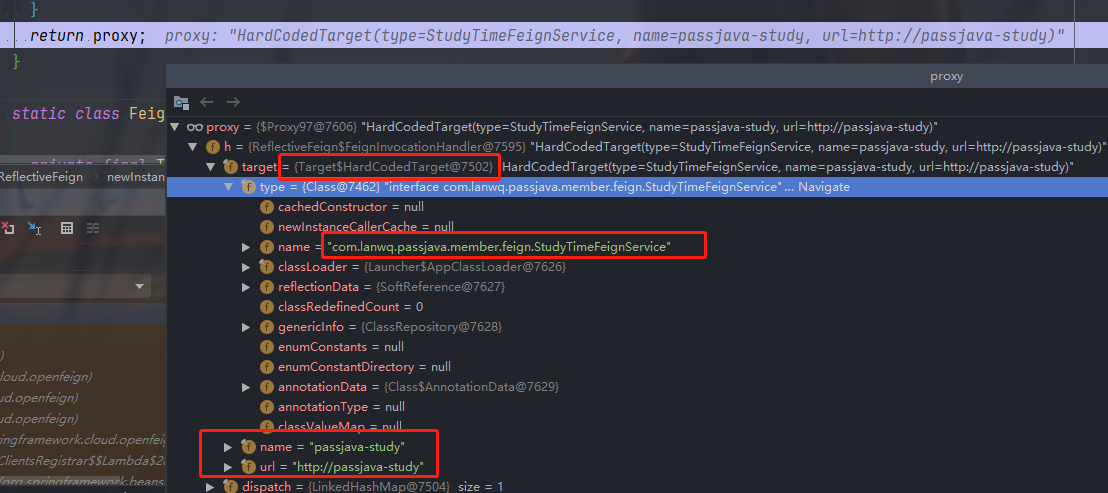 }
return proxy;  proxy: "HardCodedTarget(type=StudyTimeFeignService, name=passjava-study, url=http://passjava-study)"
}
static class Feig
proxy
proxy = {$Proxy97@7606} "HardCodedTarget(type=StudyTimeFeignService, name=passjava-study, url=http://passjava-study)"
h = {ReflectiveFeign$FeignInvocationHandler@7595} "HardCodedTarget(type=StudyTimeFeignService, name=passjava-study, url=http://passjava-study)"
target = {Target$HardCodedTarget@7502} HardCodedTarget(type=StudyTimeFeignService, name=passjava-study, url=http://passjava-study)"
type = {Class@7462} "interface com.lanwq.passjava.member.feign.StudyTimeFeignService"... Navigate
cachedConstructor = null
newInstanceCallerCache = null
name = "com.lanwq.passjava.member.feign.StudyTimeFeignService"
classLoader = {Launcher$AppClassLoader@7626}
reflectionData = {SoftReference@7627}
classRedefinedCount = 0
genericInfo = {ClassRepository@7628}
enumConstants = null
enumConstantDirectory = null
annotationData = {Class$AnnotationData@7629}
annotationType = null
classValueMap = null
name = "passjava-study"
url = "http://passjava-study"
dispatch = {LinkedHashMap@7504} size = 1
ReflectiveFeign
newInstan
)
cloud.openfeign)
ud.openfeign)
ud.openfeign)
ringframework.cloud.openfei
ClientsRegistrar$$Lambda$2
(org.springframework.beans.